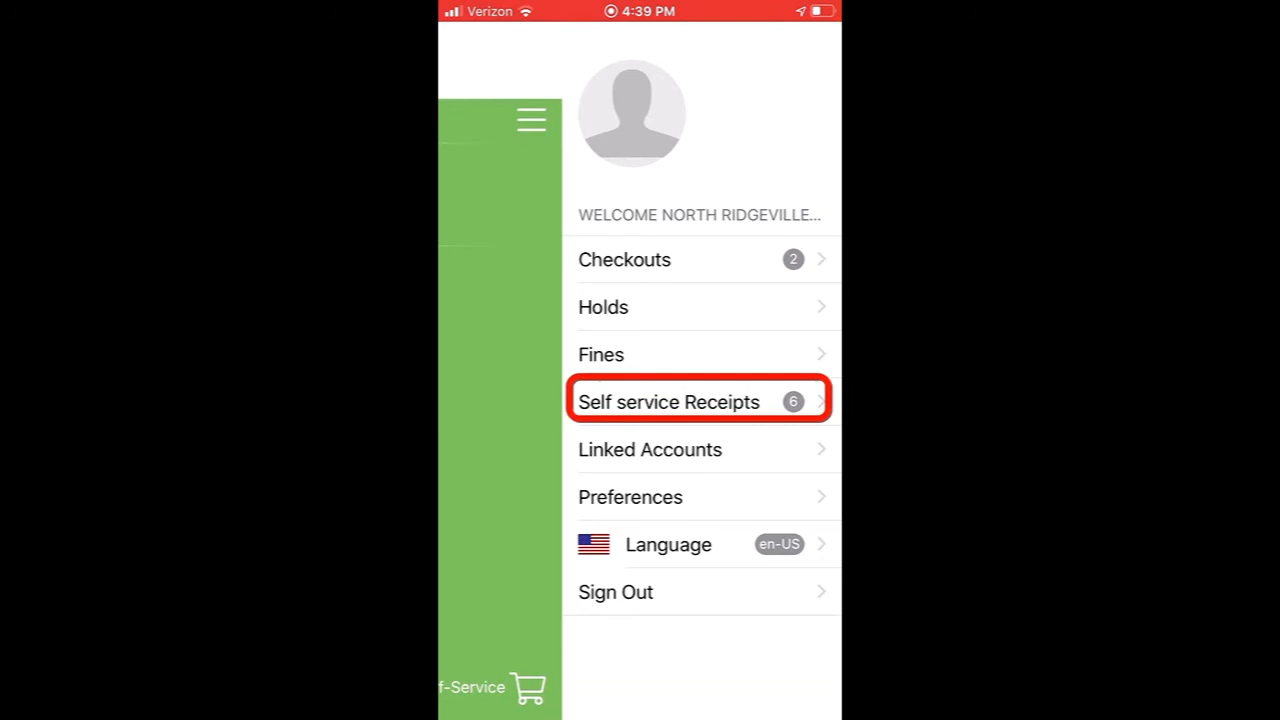 Verizon 4:39 PM
WELCOME NORTH RIDGEVILLE...
Checkouts 2
Holds
Fines
Self service Receipts 6
Linked Accounts
Preferences
Language en-US
Sign Out
f-Service